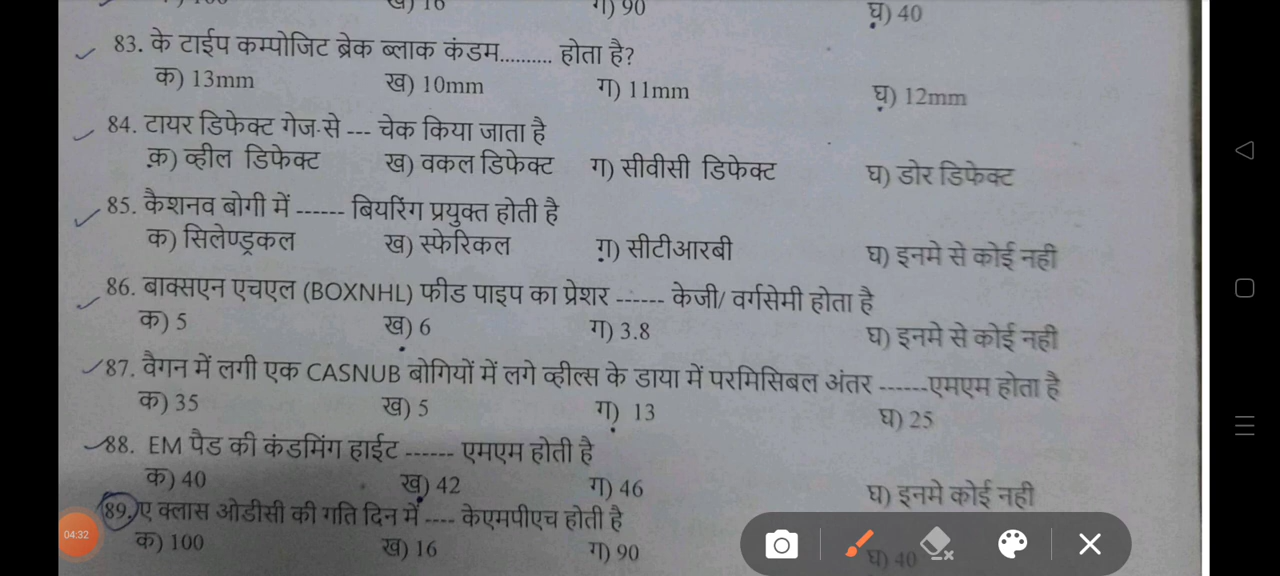 ख) 16 ग) 90 घ) 40
83. के टाईप कम्पोजिट ब्रेक ब्लाक कंडम.......... होता है?
क) 13mm ख) 10mm ग) 11mm घ) 12mm
84. टायर डिफेक्ट गेज से --- चेक किया जाता है
क) व्हील डिफेक्ट ख) वकल डिफेक्ट ग) सीवीसी डिफेक्ट घ) डोर डिफेक्ट
85. कैशनव बोगी में ------ बियरिंग प्रयुक्त होती है
क) सिलेण्ड्रकल ख) स्फेरिकल ग) सीटीआरबी घ) इनमे से कोई नही
86. बाक्सएन एचएल (BOXNHL) फीड पाइप का प्रेशर ------ केजी/ वर्गसेमी होता है
क) 5 ख) 6 ग) 3.8 घ) इनमे से कोई नही
87. वैगन में लगी एक CASNUB बोगियों में लगे व्हील्स के डाया में परमिसिबल अंतर ------एमएम होता है
क) 35 ख) 5 ग) 13 घ) 25
88. EM पैड की कंडमिंग हाईट ------ एमएम होती है
क) 40 ख) 42 ग) 46 घ) इनमे कोई नही
89. ए क्लास ओडीसी की गति दिन में ---- केएमपीएच होती है
क) 100 ख) 16 ग) 90 घ) 40
04:32